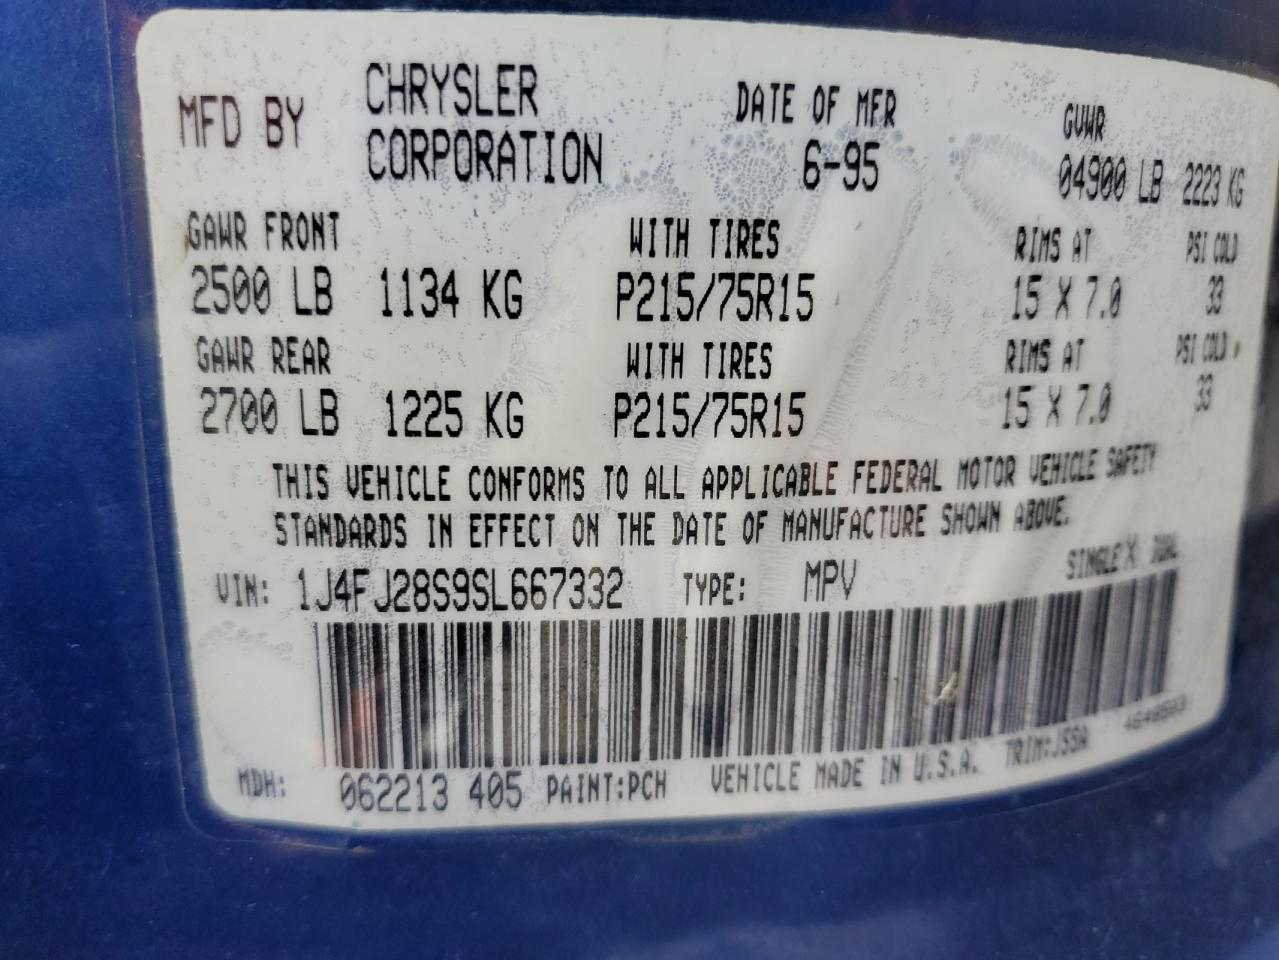 MFD BY CHRYSLER CORPORATION DATE OF MFR 6-95 GVWR 04900 LB 2223 KG
GAWR FRONT WITH TIRES RIMS AT PSI COLD
2500 LB 1134 KG P215/75R15 15 X 7.0 33
GAWR REAR WITH TIRES RIMS AT PSI COLD
2700 LB 1225 KG P215/75R15 15 X 7.0 33
THIS VEHICLE CONFORMS TO ALL APPLICABLE FEDERAL MOTOR VEHICLE SAFETY
STANDARDS IN EFFECT ON THE DATE OF MANUFACTURE SHOWN ABOVE.
VIN: 1J4FJ28S9SL667332 TYPE: MPV SINGLE X DUAL
MDH: 062213 405 PAINT:PCH VEHICLE MADE IN U.S.A. TRIM:J5SA